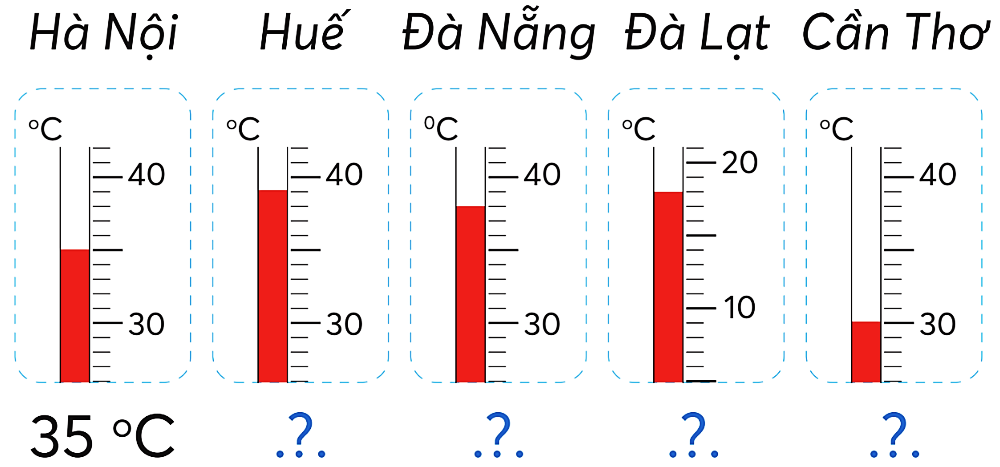 Hà Nội Huế Đà Nẵng Đà Lạt Cần Thơ
°C °C ⁰C °C °C
20
40 40 40 40
10
30 30 30 30
35 °C .?. .?. .?. .?.